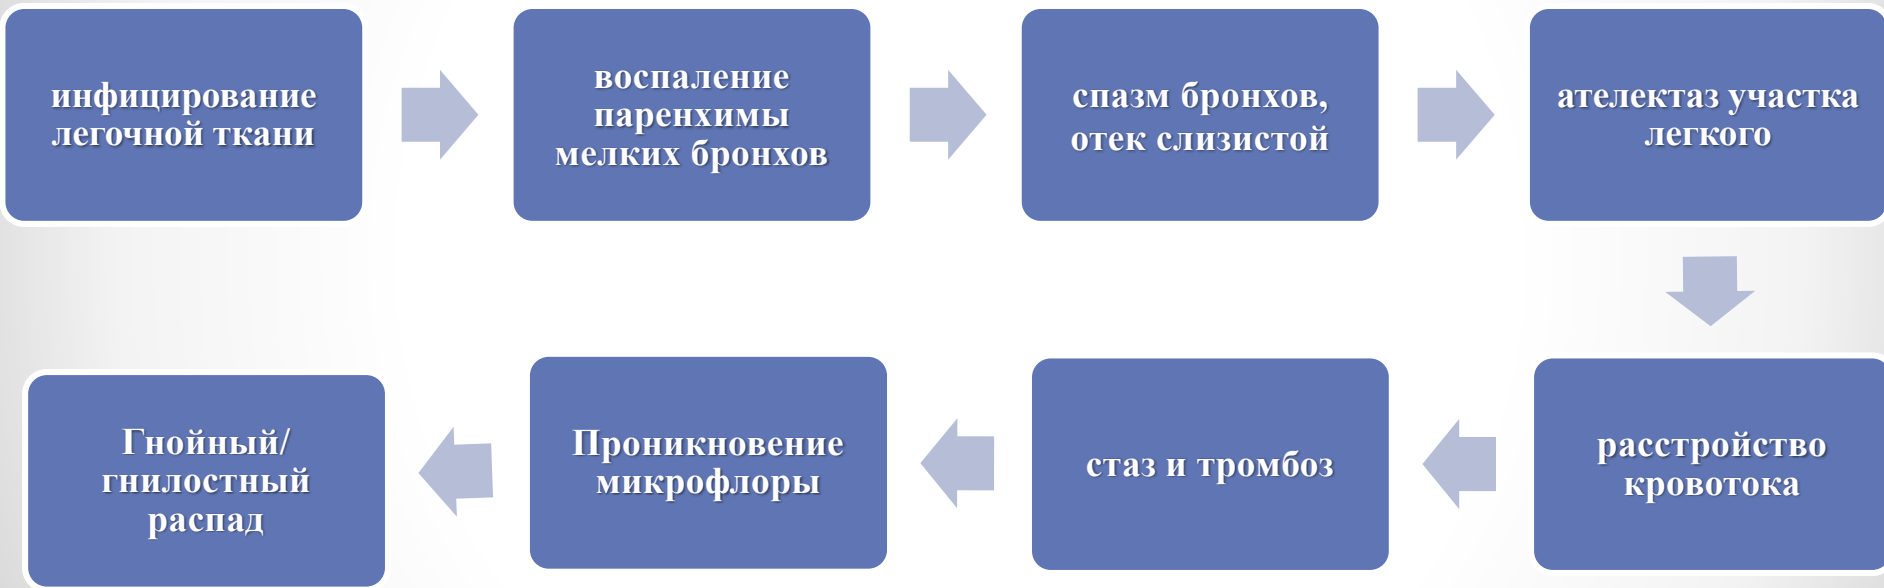 инфицирование
легочной ткани
воспаление
паренхимы
мелких бронхов
спазм бронхов,
отек слизистой
ателектаз участка
легкого
расстройство
кровотока
стаз и тромбоз
Проникновение
микрофлоры
Гнойный/
гнилостный
распад